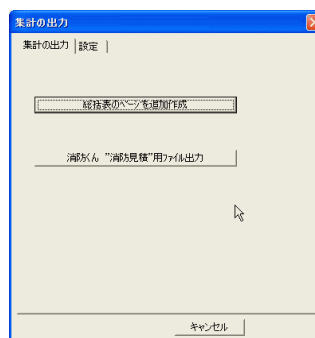 集計の出力
集計の出力 設定
総括表のページを追加作成
消防くん "消防見積"用ファイル出力
キャンセル